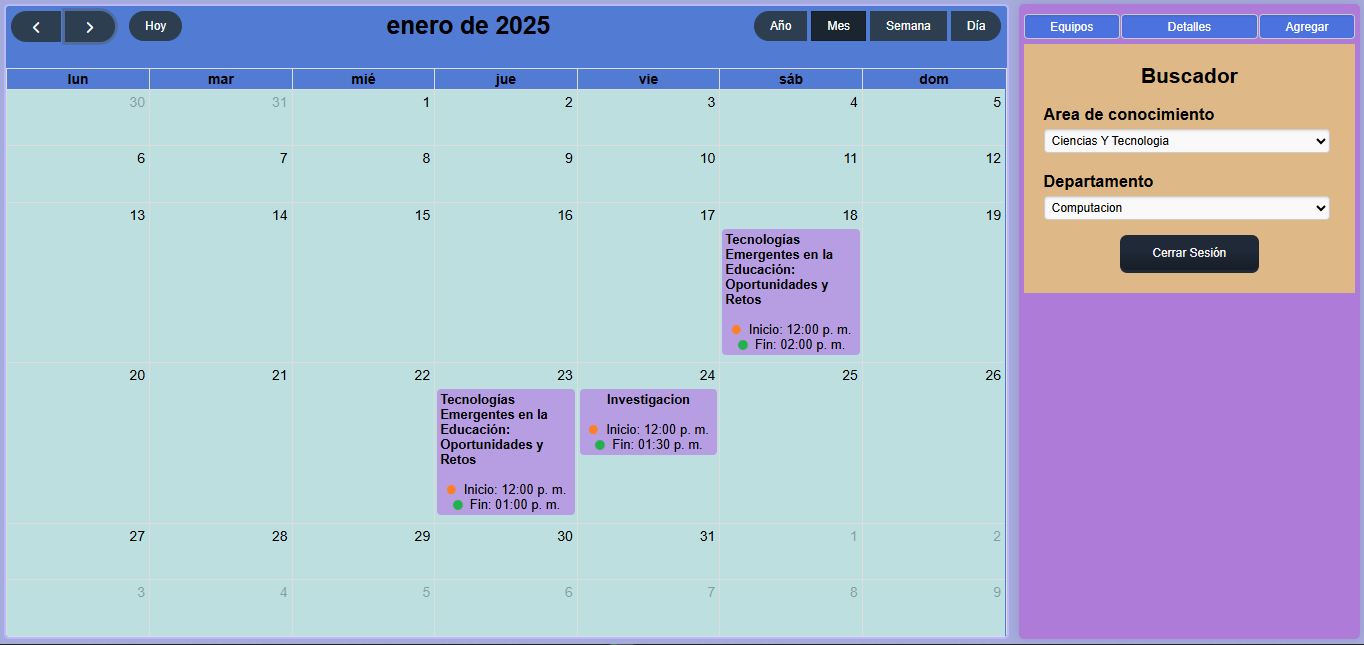 Hoy
enero de 2025
Año
Mes
Semana
Día
lun mar mié jue vie sáb dom
30 31 1 2 3 4 5
6 7 8 9 10 11 12
13 14 15 16 17 18 19
Tecnologías
Emergentes en la
Educación:
Oportunidades y
Retos
Inicio: 12:00 p. m.
Fin: 02:00 p. m.
20 21 22 23 24 25 26
Tecnologías
Emergentes en la
Educación:
Oportunidades y
Retos
Inicio: 12:00 p. m.
Fin: 01:00 p. m.
Investigacion
Inicio: 12:00 p. m.
Fin: 01:30 p. m.
27 28 29 30 31 1 2
3 4 5 6 7 8 9
Equipos
Detalles
Agregar
Buscador
Area de conocimiento
Ciencias Y Tecnologia
Departamento
Computacion
Cerrar Sesión